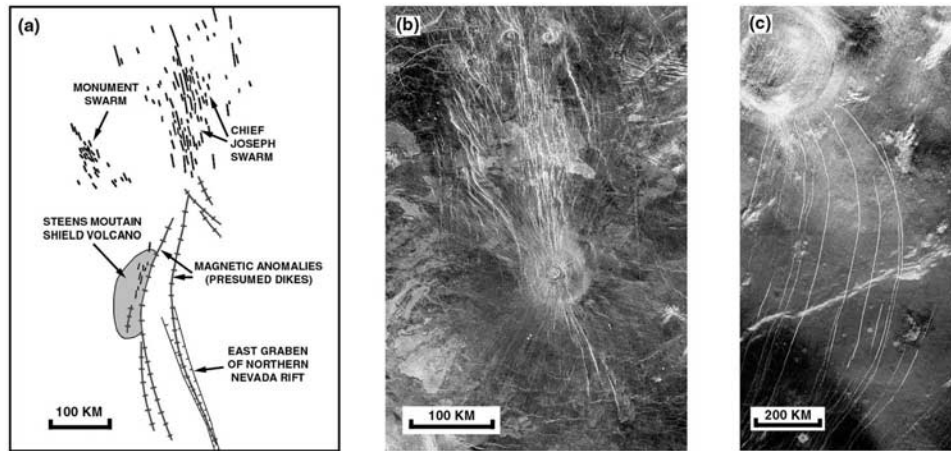 (a)
MONUMENT
SWARM
CHIEF
JOSEPH
SWARM
STEENS MOUTAIN
SHIELD VOLCANO
MAGNETIC ANOMALIES
(PRESUMED DIKES)
EAST GRABEN
OF NORTHERN
NEVADA RIFT
100 KM
(b)
100 KM
(c)
200 KM